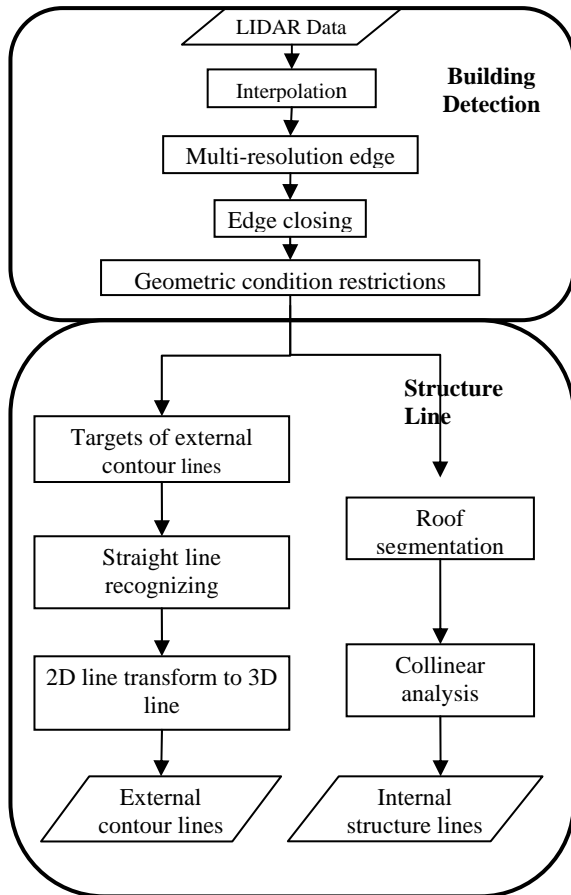 LIDAR Data
Building
Detection
Interpolation
Multi-resolution edge
Edge closing
Geometric condition restrictions
Structure
Line
Targets of external
contour lines
Straight line
recognizing
2D line transform to 3D
line
External
contour lines
Roof
segmentation
Collinear
analysis
Internal
structure lines